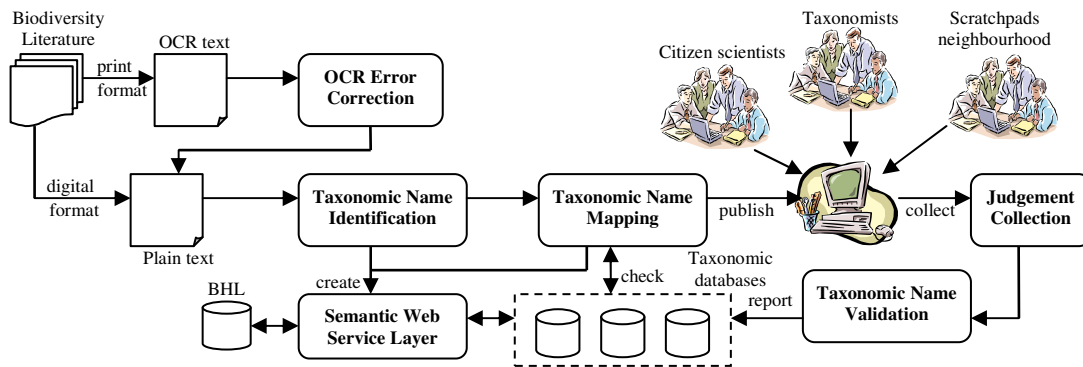 Biodiversity
Literature
OCR text
print
format
OCR Error
Correction
Citizen scientists
Taxonomists
Scratchpads
neighbourhood
digital
format
Plain text
Taxonomic Name
Identification
Taxonomic Name
Mapping
publish
collect
Judgement
Collection
create
check
Taxonomic
databases
report
Taxonomic Name
Validation
BHL
Semantic Web
Service Layer